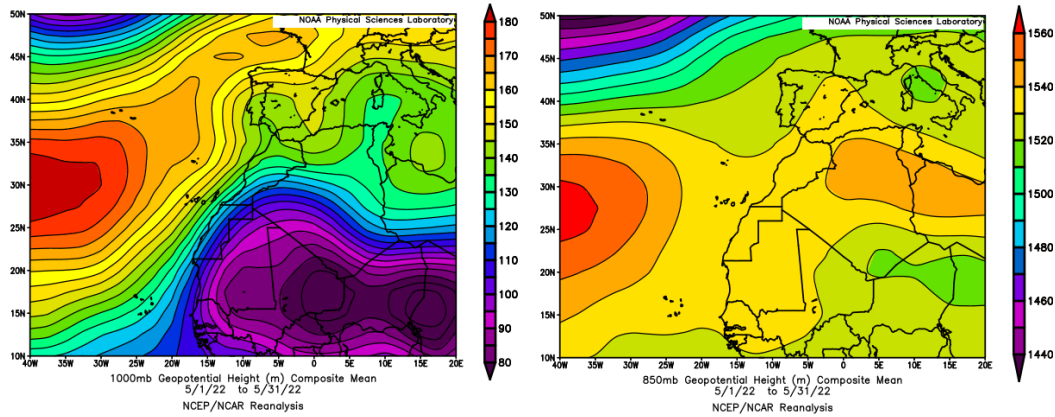 NOAA Physical Sciences Laboratory
50N
45N
40N
35N
30N
25N
20N
15N
10N
40W 35W 30W 25W 20W 15W 10W 5W 0 5E 10E 15E 20E
180
170
160
150
140
130
120
110
100
90
80
1000mb Geopotential Height (m) Composite Mean
5/1/22 to 5/31/22
NCEP/NCAR Reanalysis
NOAA Physical Sciences Laboratory
50N
45N
40N
35N
30N
25N
20N
15N
10N
40W 35W 30W 25W 20W 15W 10W 5W 0 5E 10E 15E 20E
1560
1540
1520
1500
1480
1460
1440
850mb Geopotential Height (m) Composite Mean
5/1/22 to 5/31/22
NCEP/NCAR Reanalysis